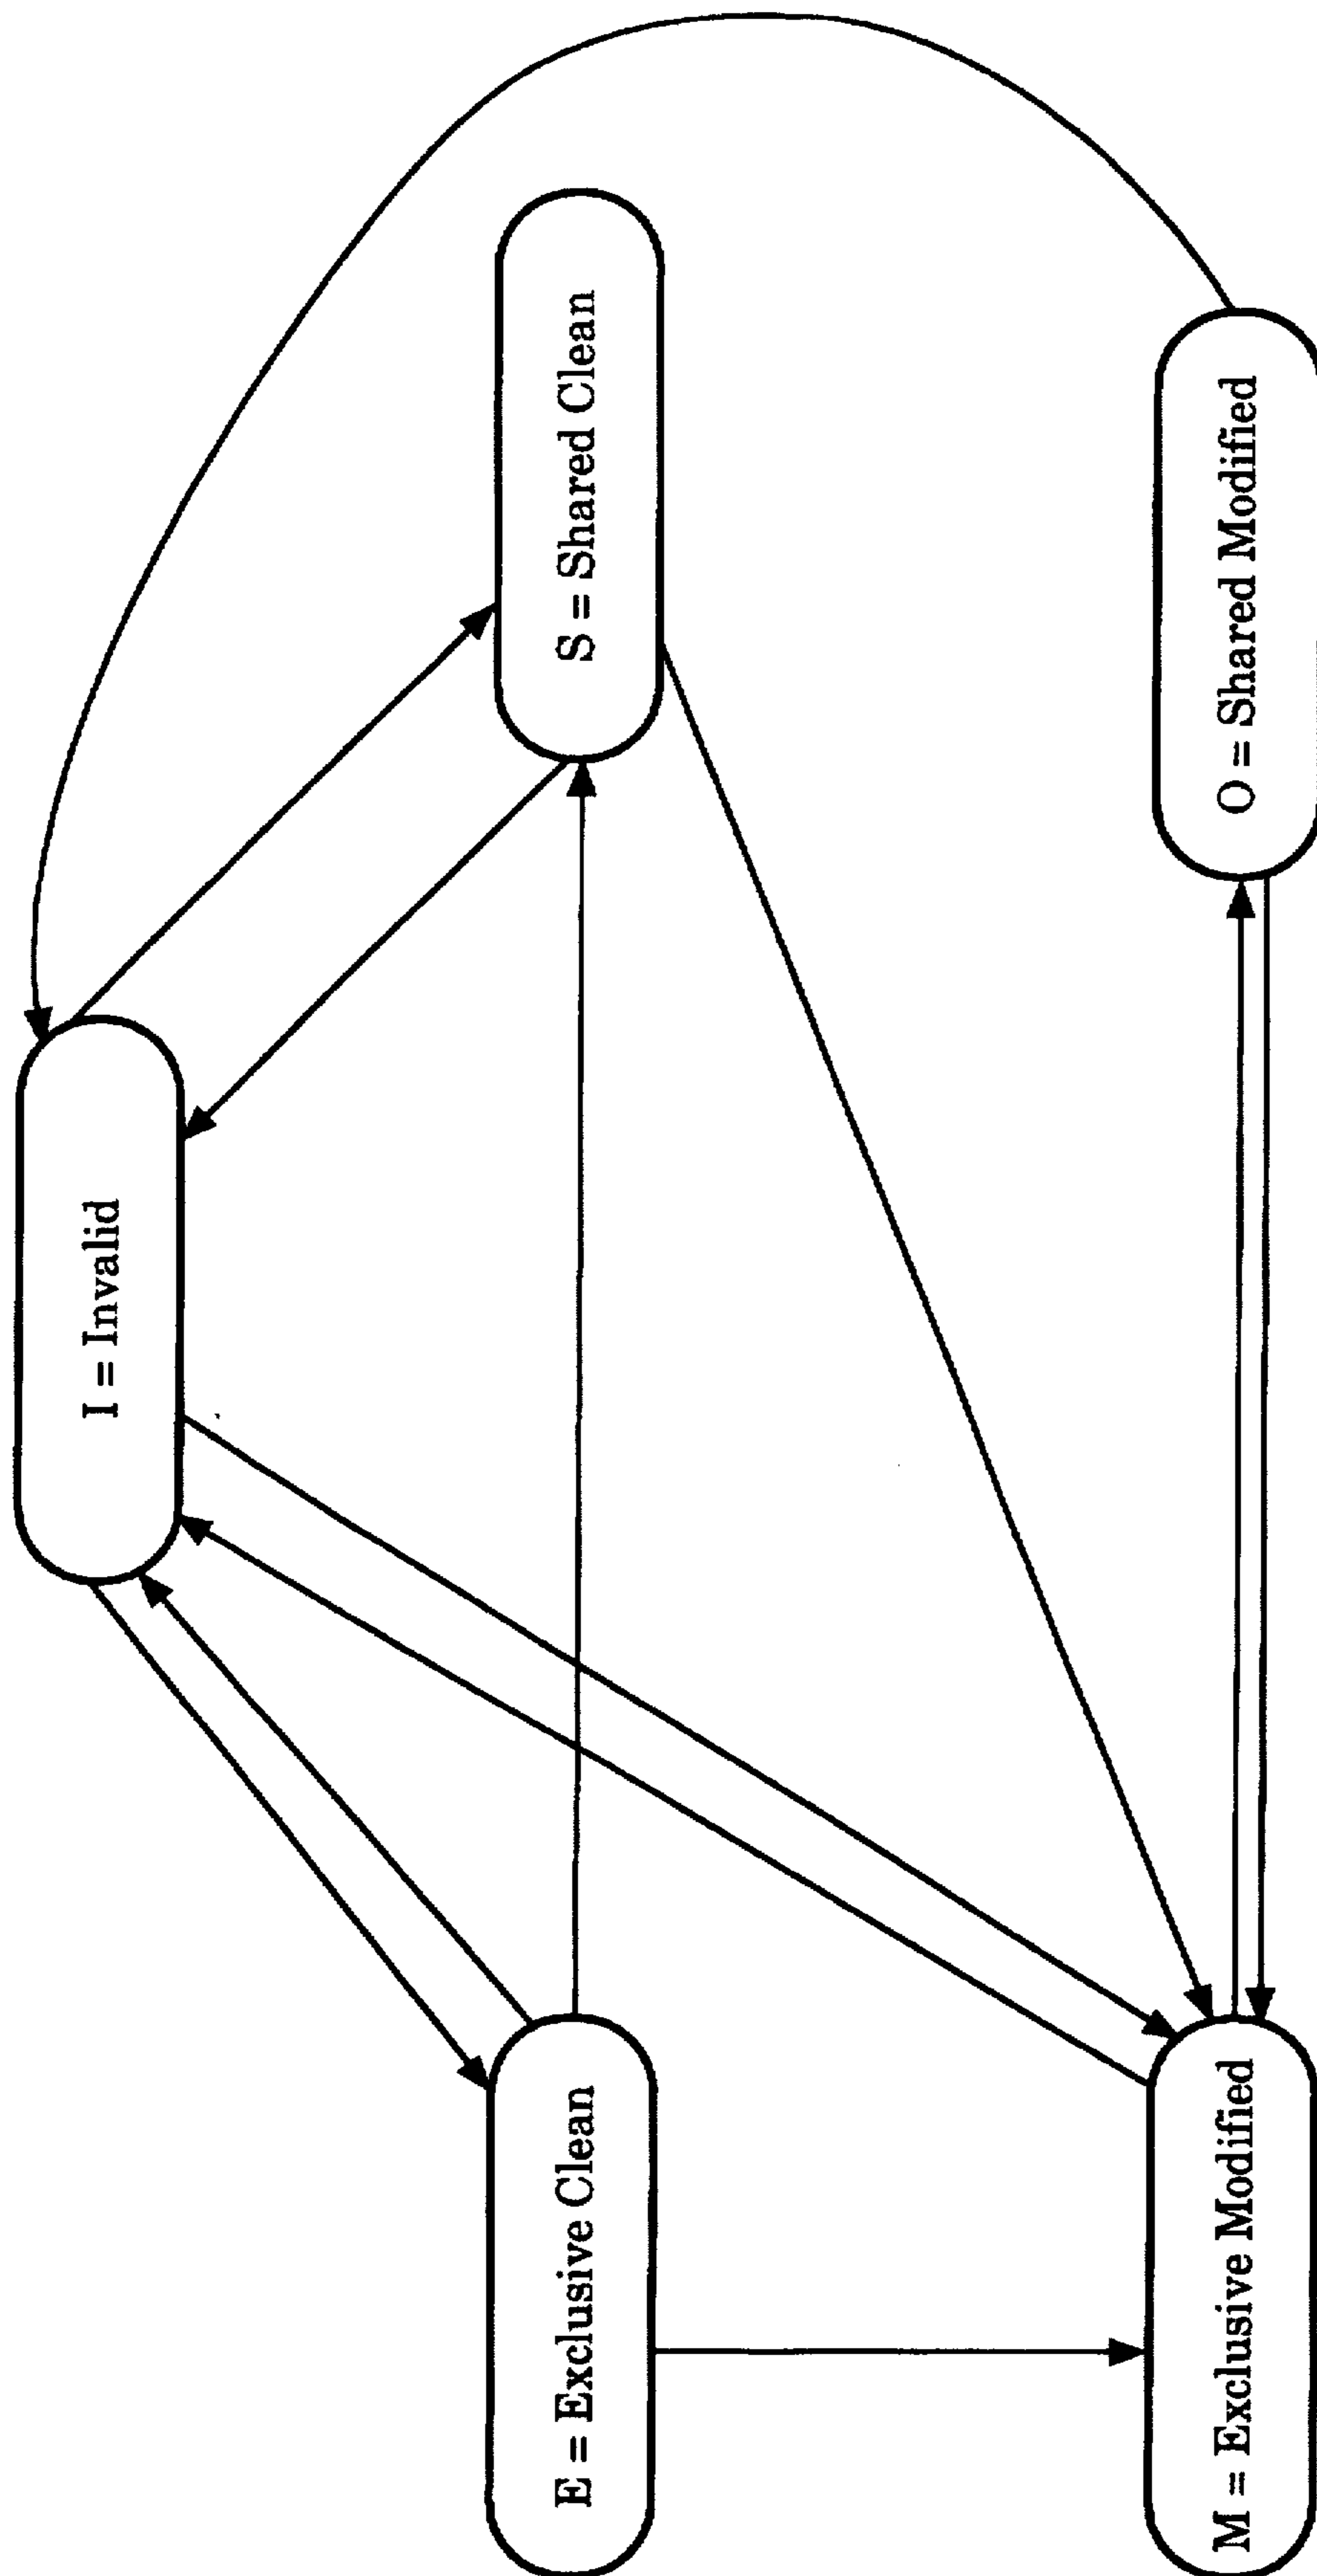 I = Invalid
E = Exclusive Clean
S = Shared Clean
M = Exclusive Modified
O = Shared Modified